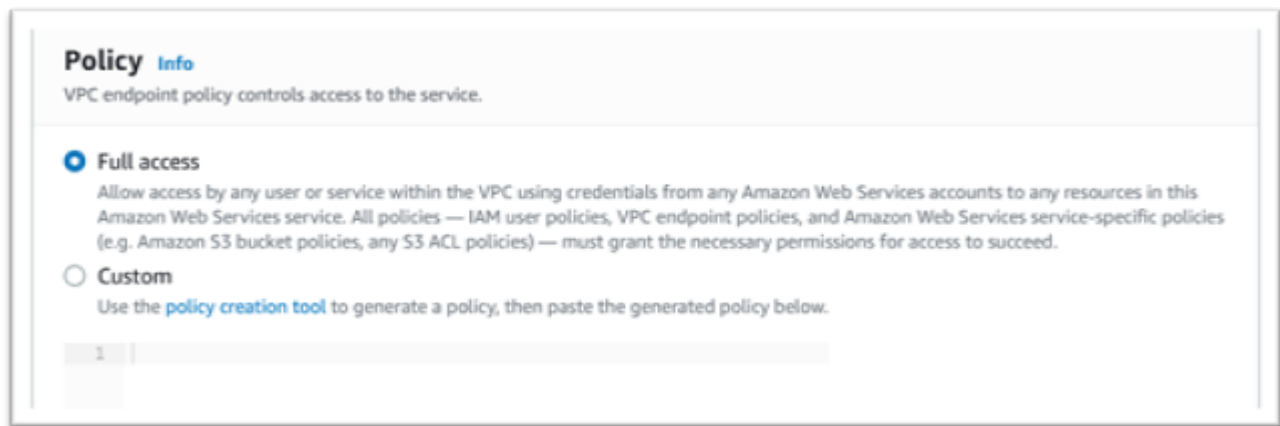 Policy Info
VPC endpoint policy controls access to the service.
Full access
Allow access by any user or service within the VPC using credentials from any Amazon Web Services accounts to any resources in this
Amazon Web Services service. All policies — IAM user policies, VPC endpoint policies, and Amazon Web Services service-specific policies
(e.g. Amazon S3 bucket policies, any S3 ACL policies) — must grant the necessary permissions for access to succeed.
Custom
Use the policy creation tool to generate a policy, then paste the generated policy below.
1